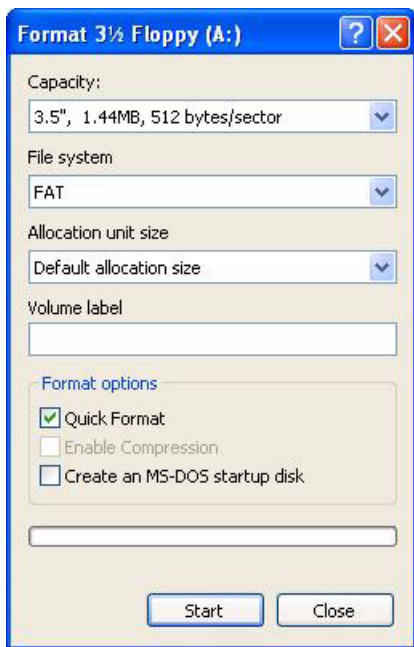 Format 3½ Floppy (A:)
Capacity:
3.5", 1.44MB, 512 bytes/sector
File system
FAT
Allocation unit size
Default allocation size
Volume label
Format options
Quick Format
Enable Compression
Create an MS-DOS startup disk
Start Close